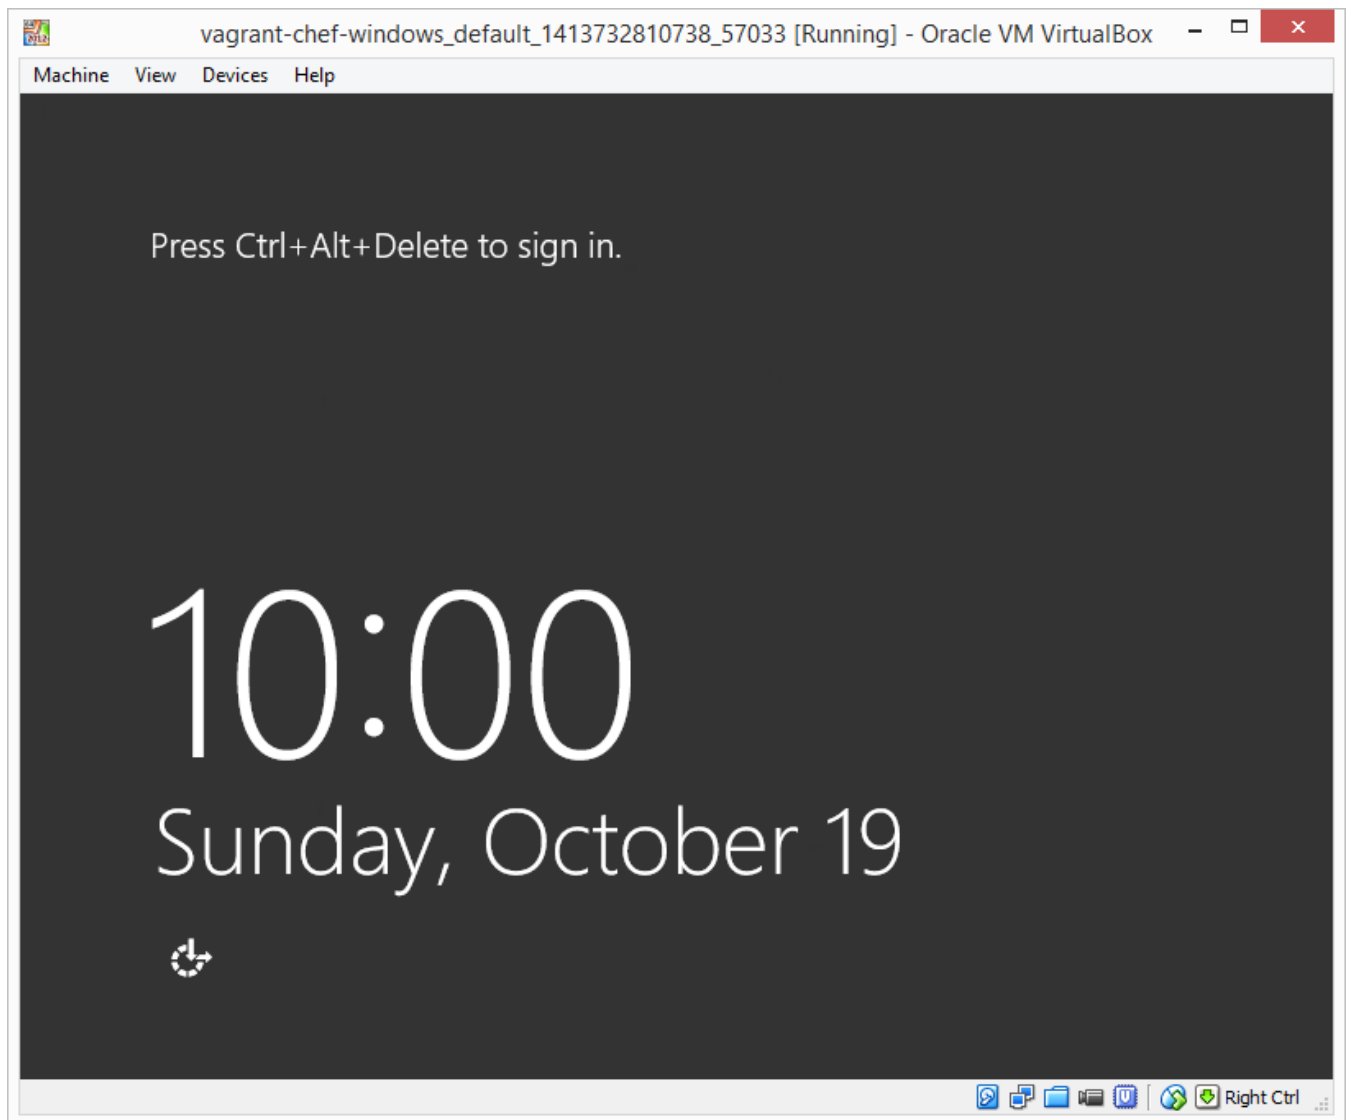 vagrant-chef-windows_default_1413732810738_57033 [Running] - Oracle VM VirtualBox
Machine View Devices Help
Press Ctrl+Alt+Delete to sign in.
10:00
Sunday, October 19
Right Ctrl